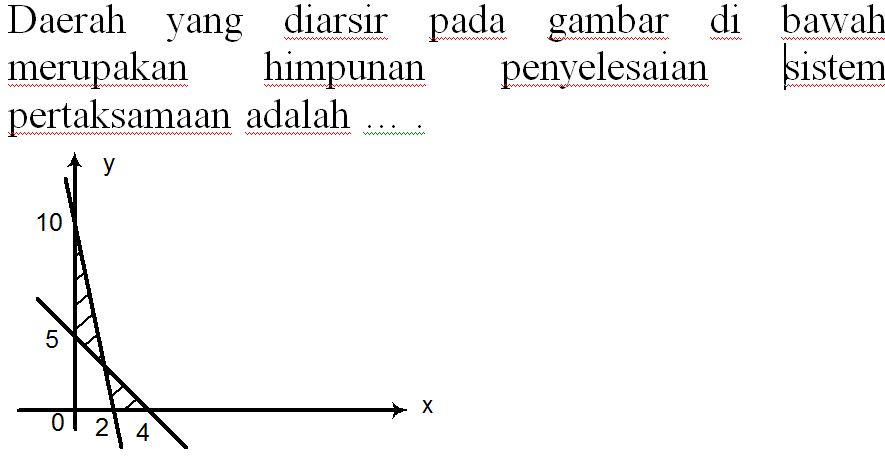 Daerah yang diarsir pada gambar di bawah
merupakan himpunan penyelesaian sistem
pertaksamaan adalah ... .
y
10
5
0 2 4 x